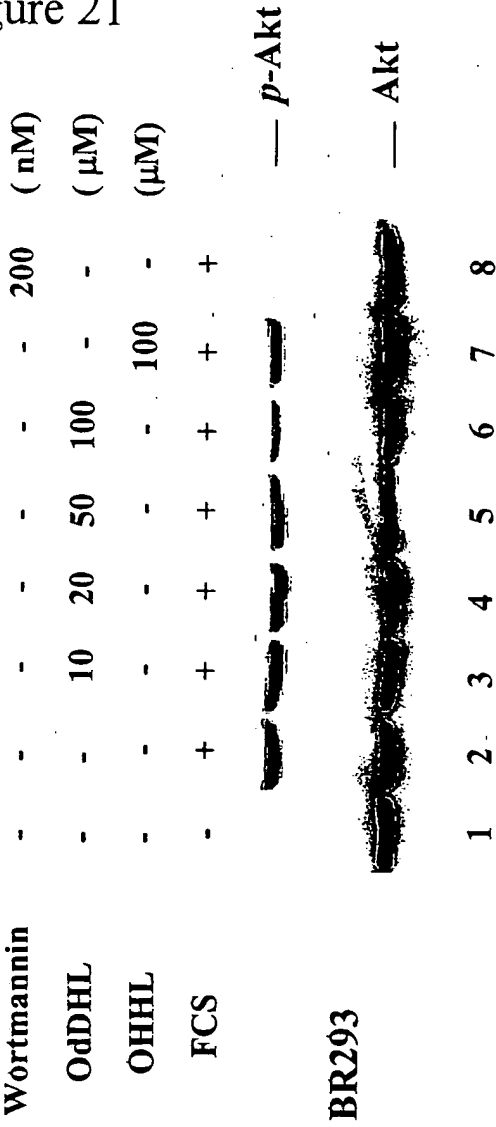 gure 21
Wortmannin - - - - - - - 200 ( nM)
OdDHL - - 10 20 50 100 - - ( μM)
OHHL - - - - - - 100 - (μM)
FCS - + + + + + + +
— p-Akt
BR293
— Akt
1 2 3 4 5 6 7 8